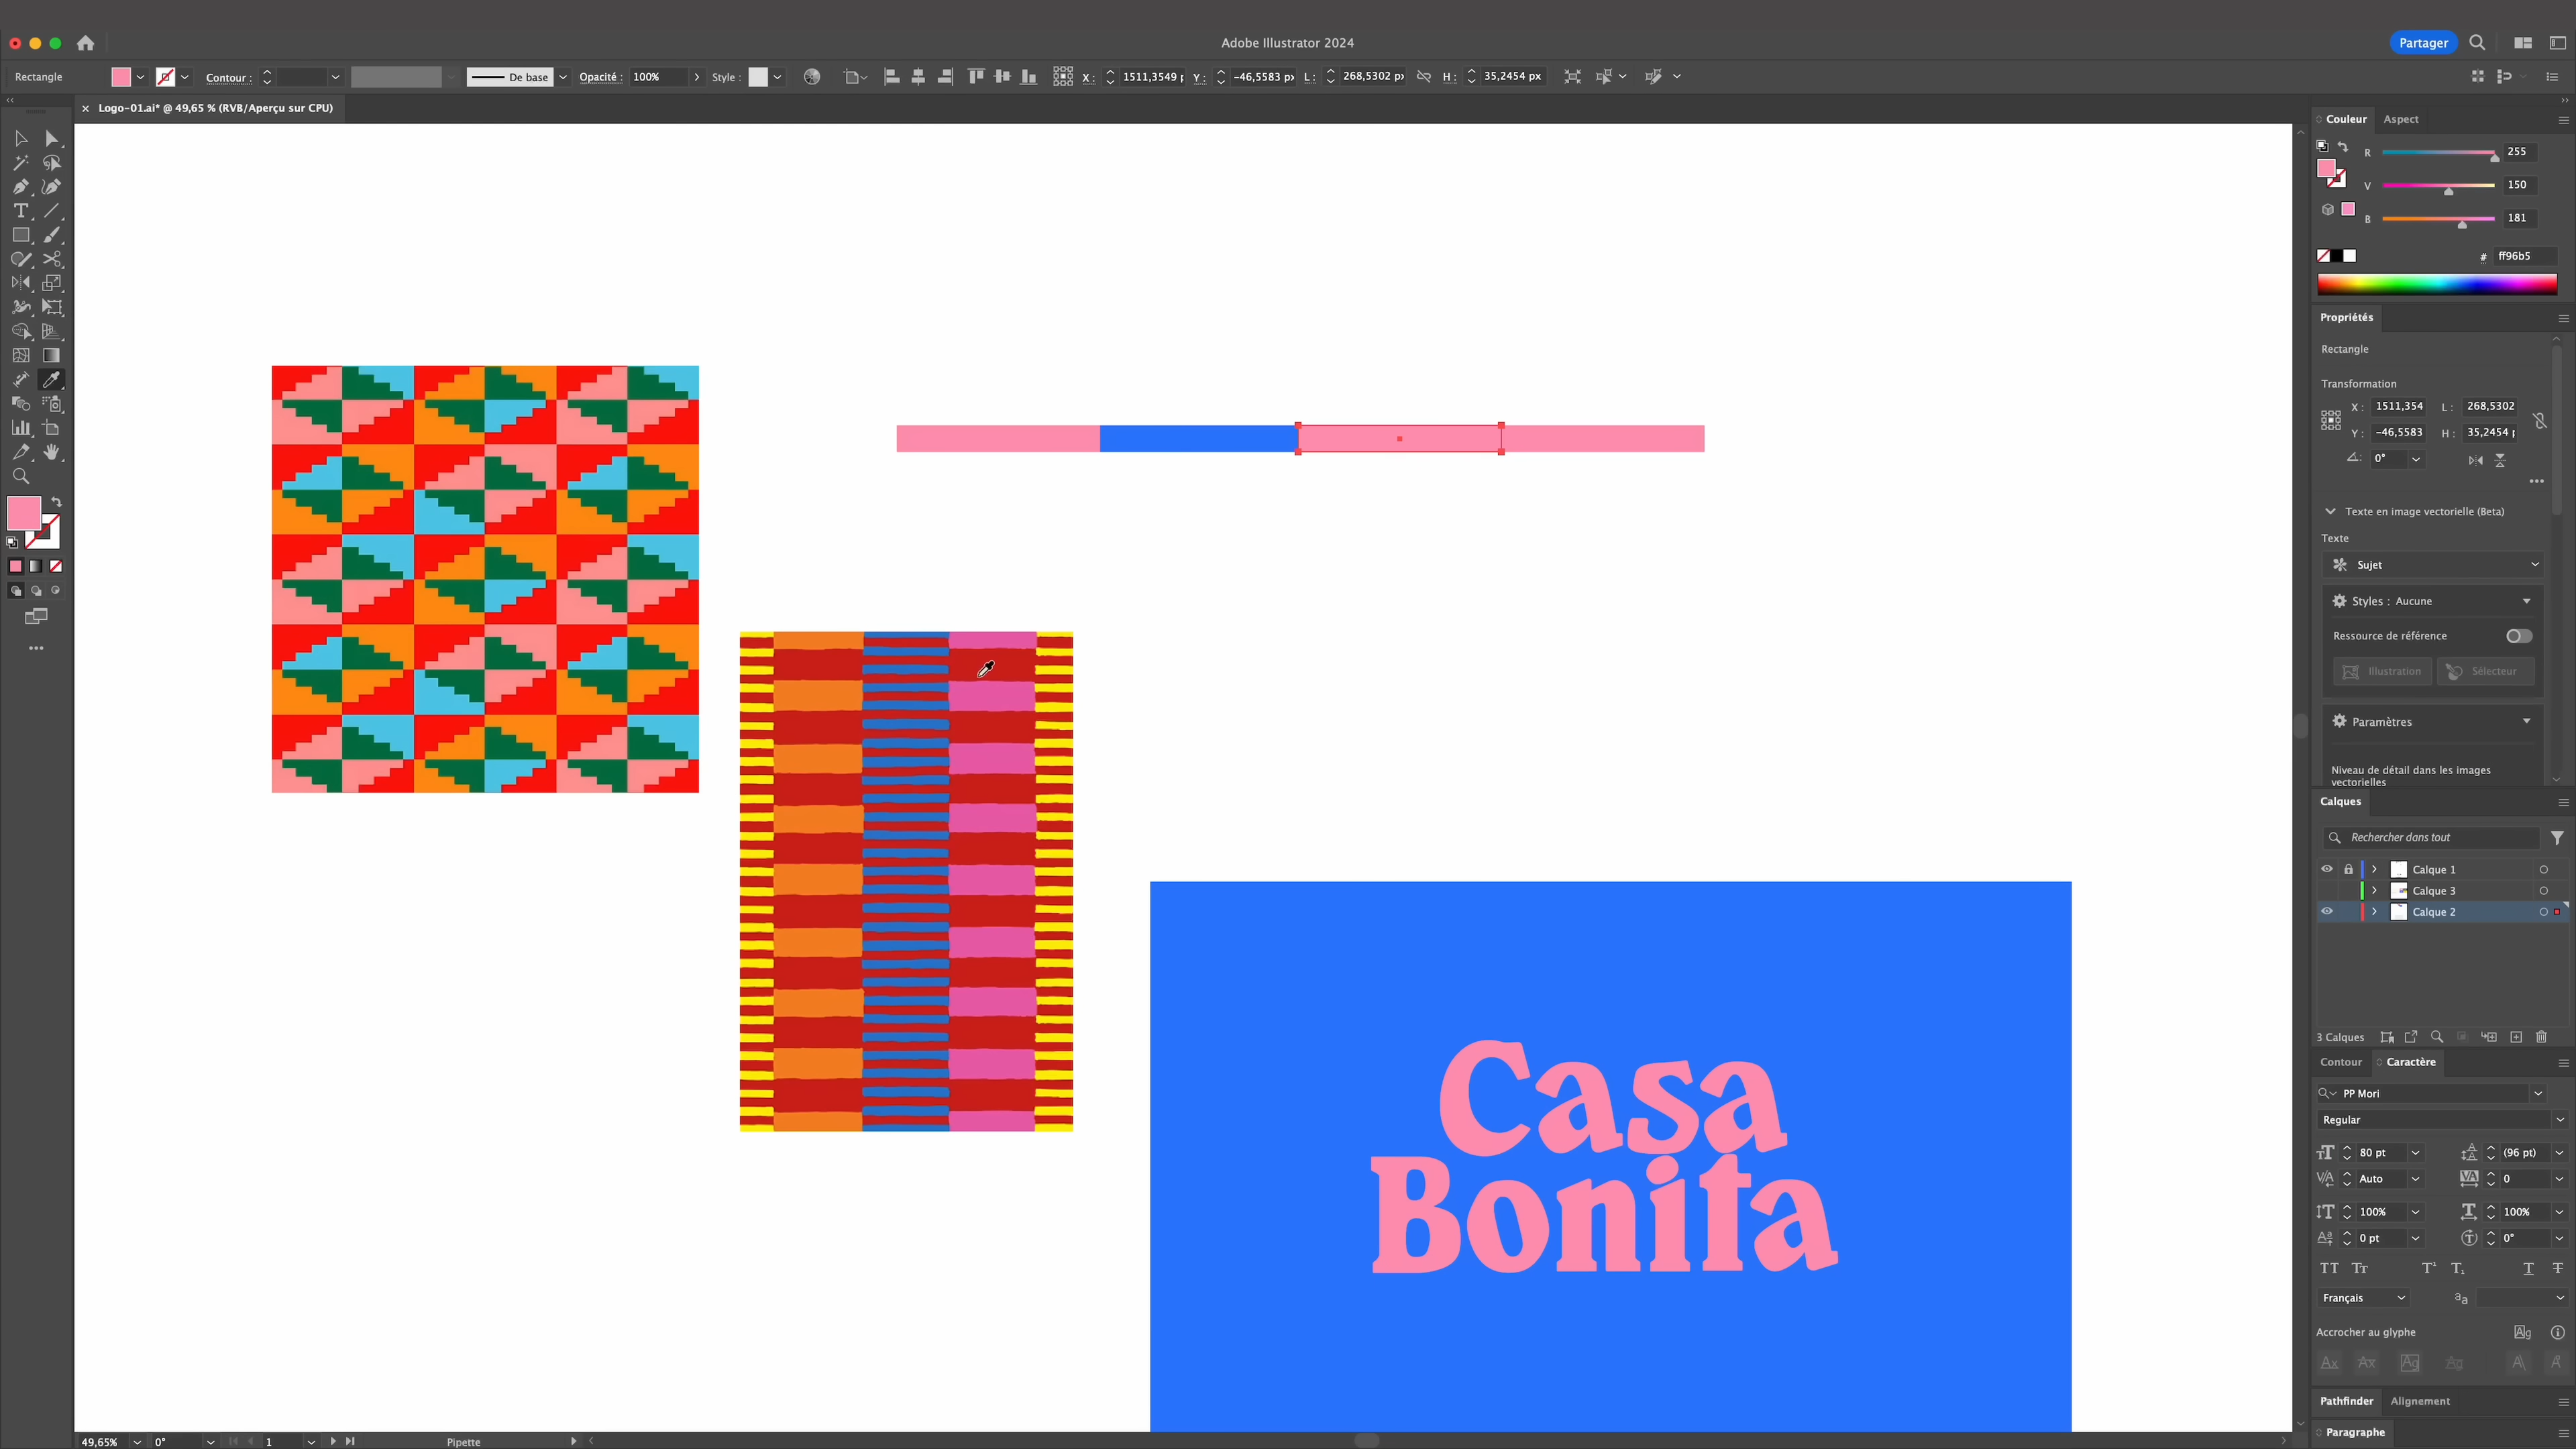 Adobe Illustrator 2024
Partager
Rectangle
Contour :
De base
Opacité :
100%
Style :
X :
1511,3549 p
Y :
-46,5583 px
L :
268,5302 px
H :
35,2454 px
Logo-01.ai* @ 49,65 % (RVB/Aperçu sur CPU)
Couleur
Aspect
R
255
V
150
B
181
#
ff96b5
Propriétés
Rectangle
Transformation
X :
1511,354
L :
268,5302
Y :
-46,5583
H :
35,2454 p
0°
Texte en image vectorielle (Beta)
Texte
Sujet
Styles : Aucune
Ressource de référence
Illustration
Sélecteur
Paramètres
Niveau de détail dans les images
vectorielles
Calques
Rechercher dans tout
Calque 1
Calque 3
Calque 2
3 Calques
Contour
Caractère
PP Mori
Regular
80 pt
(96 pt)
Auto
0
100%
100%
0 pt
0°
Français
Accrocher au glyphe
Pathfinder
Alignement
Paragraphe
Casa
Bonita
49,65%
0°
1
Pipette